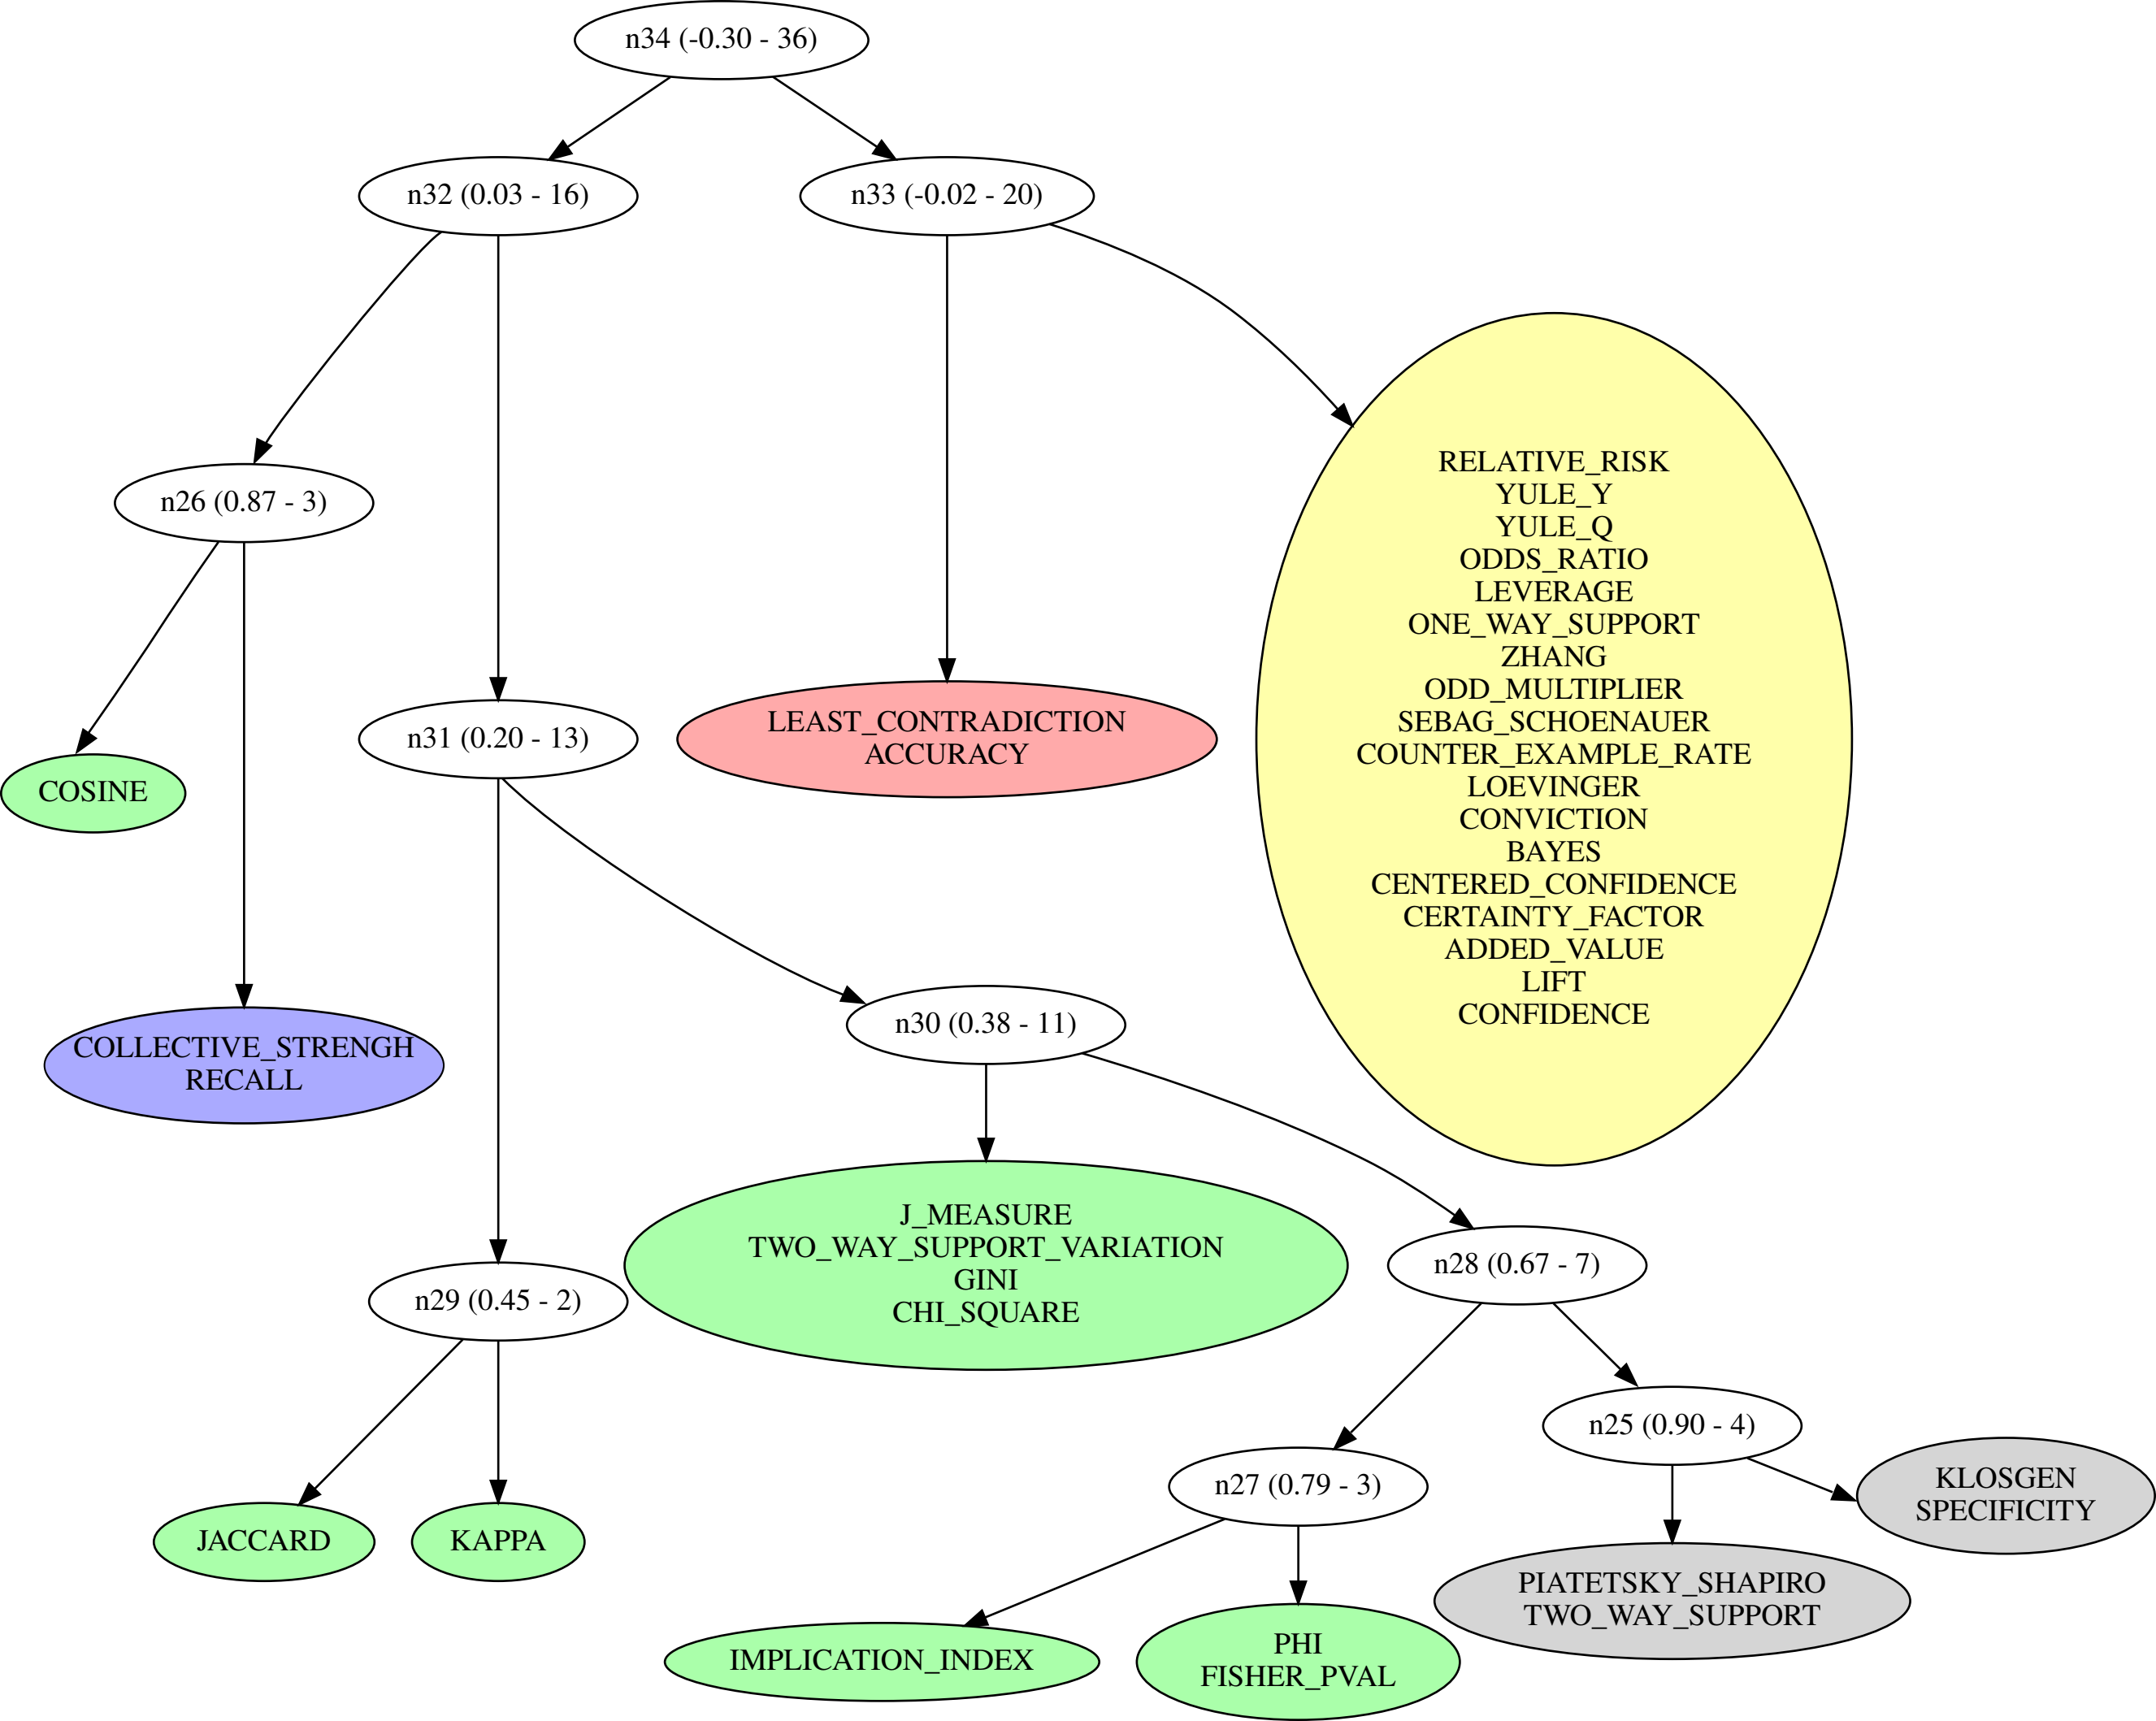 n34 (-0.30 - 36)
n32 (0.03 - 16)
n33 (-0.02 - 20)
RELATIVE_RISK
YULE_Y
YULE_Q
ODDS_RATIO
LEVERAGE
ONE_WAY_SUPPORT
ZHANG
ODD_MULTIPLIER
SEBAG_SCHOENAUER
COUNTER_EXAMPLE_RATE
LOEVINGER
CONVICTION
BAYES
CENTERED_CONFIDENCE
CERTAINTY_FACTOR
ADDED_VALUE
LIFT
CONFIDENCE
n26 (0.87 - 3)
n31 (0.20 - 13)
LEAST_CONTRADICTION
ACCURACY
COSINE
COLLECTIVE_STRENGH
RECALL
n30 (0.38 - 11)
J_MEASURE
TWO_WAY_SUPPORT_VARIATION
GINI
CHI_SQUARE
n28 (0.67 - 7)
n29 (0.45 - 2)
n25 (0.90 - 4)
n27 (0.79 - 3)
KLOSGEN
SPECIFICITY
JACCARD
KAPPA
PIATETSKY_SHAPIRO
TWO_WAY_SUPPORT
IMPLICATION_INDEX
PHI
FISHER_PVAL